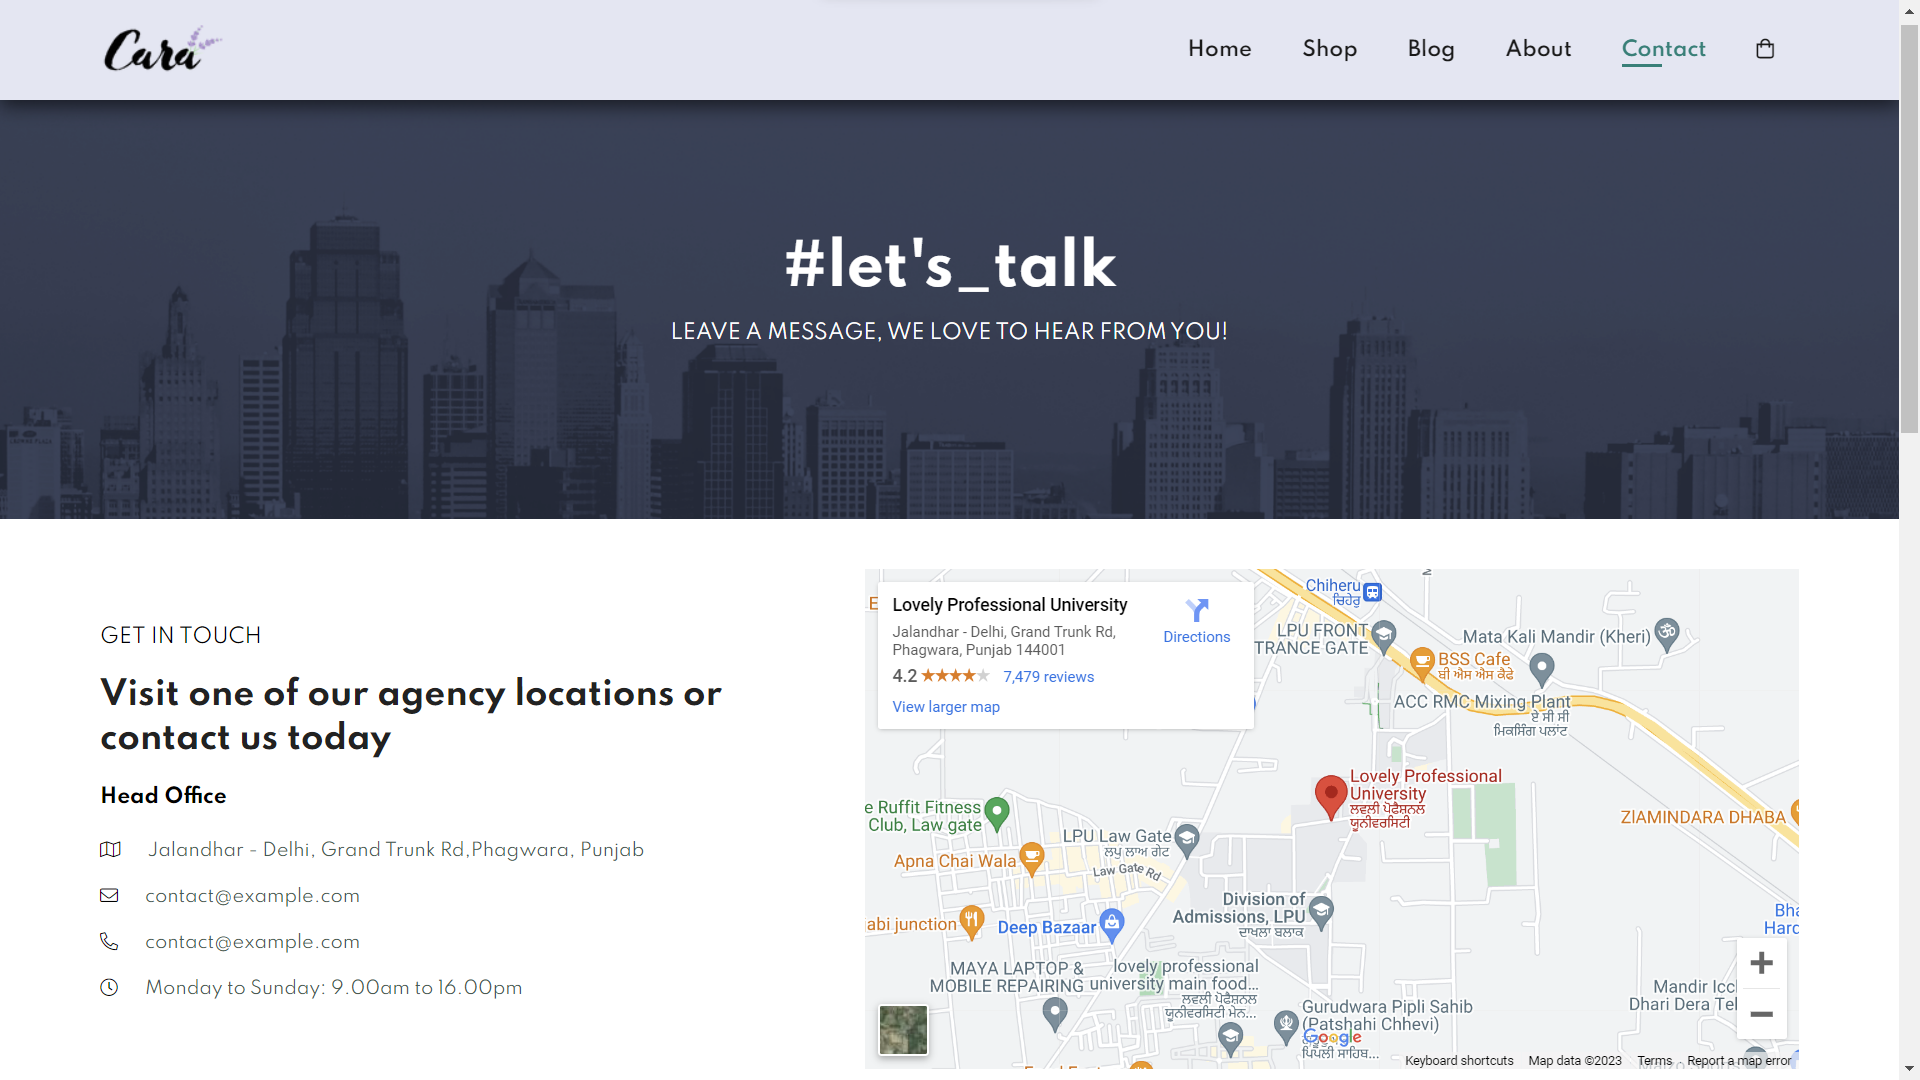 Cara
Home
Shop
Blog
About
Contact
#let's_talk
LEAVE A MESSAGE, WE LOVE TO HEAR FROM YOU!
GET IN TOUCH
Visit one of our agency locations or
contact us today
Head Office
Jalandhar - Delhi, Grand Trunk Rd,Phagwara, Punjab
contact@example.com
contact@example.com
Monday to Sunday: 9.00am to 16.00pm
Lovely Professional University
Jalandhar - Delhi, Grand Trunk Rd,
Phagwara, Punjab 144001
4.2
7,479 reviews
View larger map
Directions
Chiheru
ਚਿਹੇਰੂ
LPU FRONT
TRANCE GATE
Mata Kali Mandir (Kheri)
BSS Cafe
ਬੀ ਐਸ ਐਸ ਕੈਫੇ
ACC RMC Mixing Plant
ਏ ਸੀ ਸੀ
ਮਿਕਸਿੰਗ ਪਲਾਂਟ
Lovely Professional
University
ਲਵਲੀ ਪ੍ਰੋਫੈਸ਼ਨਲ
ਯੂਨੀਵਰਸਿਟੀ
e Ruffit Fitness
Club, Law gate
LPU Law Gate
ਲਪੁ ਲਾਅ ਗੇਟ
Apna Chai Wala
Law Gate Rd
ZIAMINDARA DHABA
Division of
Admissions, LPU
ਦਾਖਲਾ ਬਲਾਕ
abi junction
Deep Bazaar
MAYA LAPTOP &
MOBILE REPAIRING
lovely professional
university main food...
ਲਵਲੀ ਪ੍ਰੋਫੈਸ਼ਨਲ
ਯੂਨੀਵਰਸਿਟੀ ਮੇਨ...
Gurudwara Pipli Sahib
(Patshahi Chhevi)
ਪਿਪਲੀ ਸਾਹਿਬ...
Google
Mandir Icc
Dhari Dera Te
Keyboard shortcuts
Map data ©2023
Terms
Report a map error